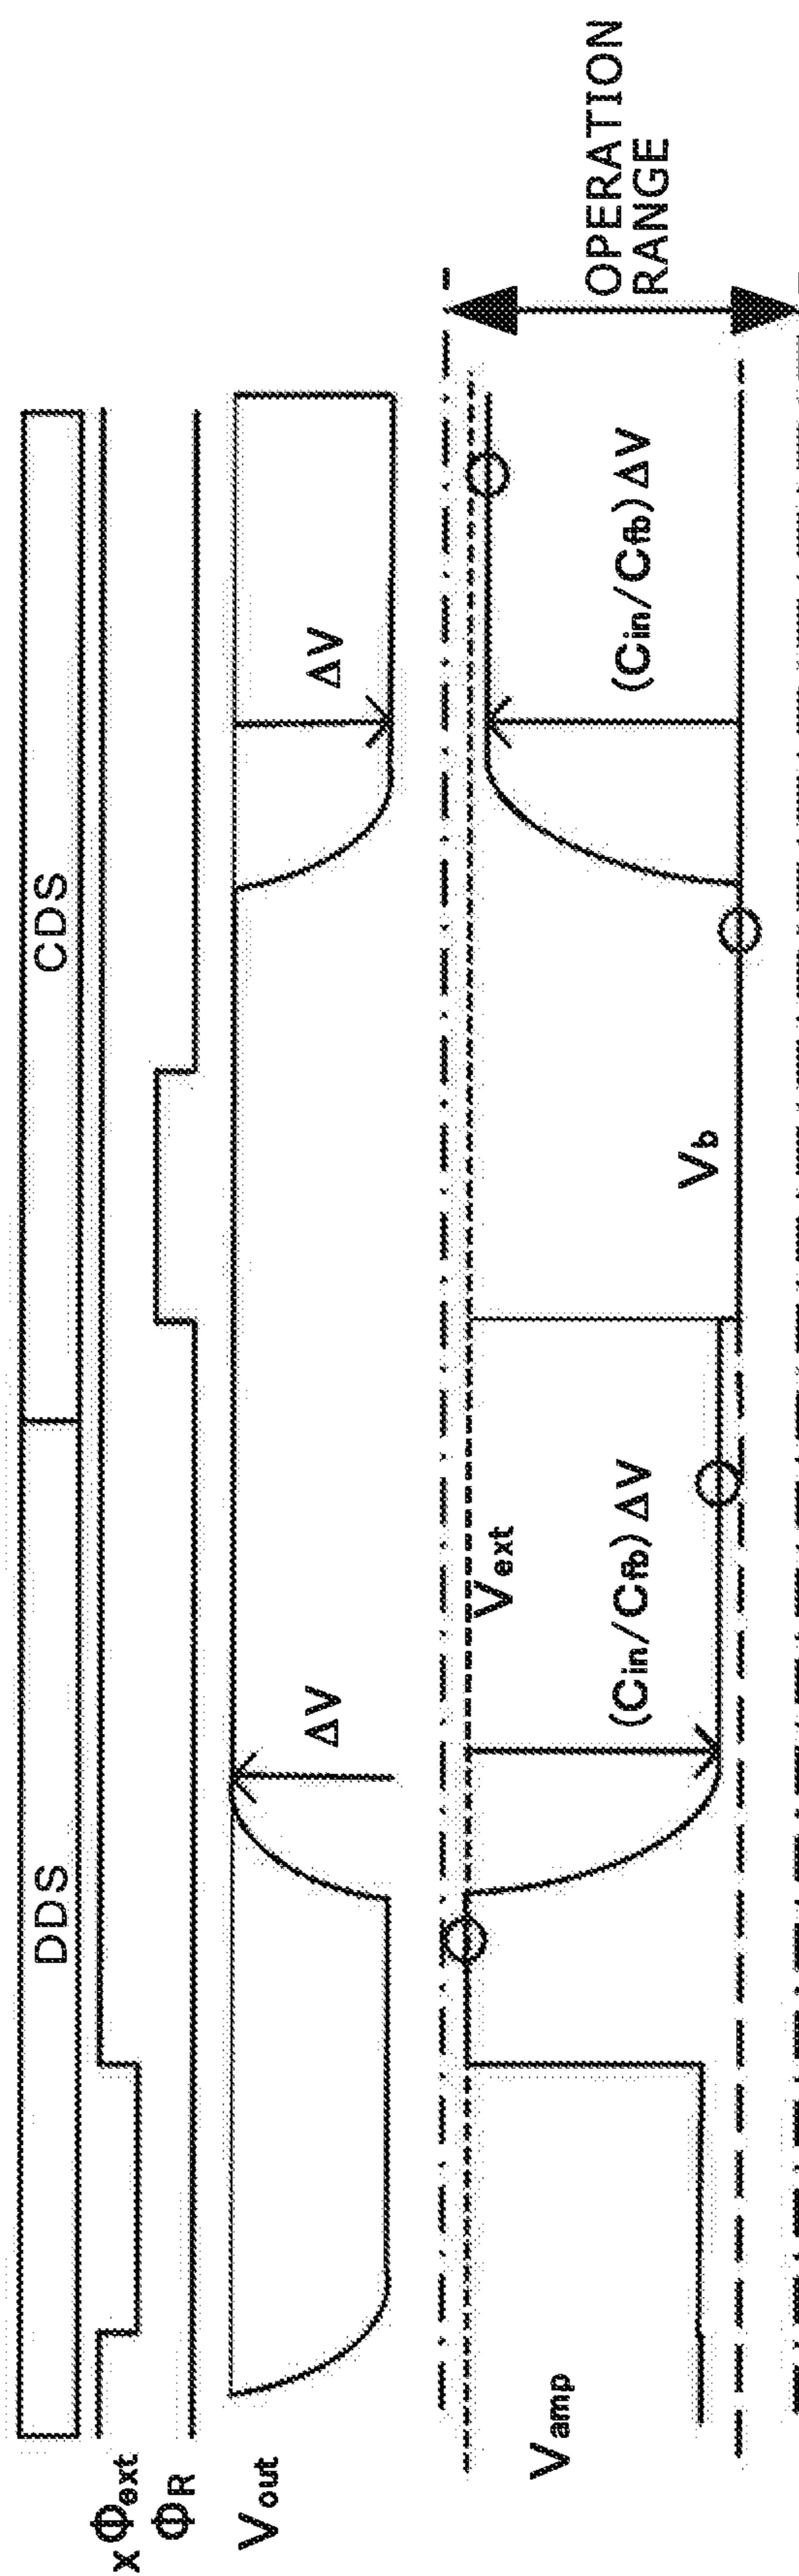 DDS
CDS
xΦext
ΦR
Vout
ΔV
ΔV
Vamp
Vext
(Cin/Cfb)ΔV
Vb
(Cin/Cfb)ΔV
OPERATION
RANGE